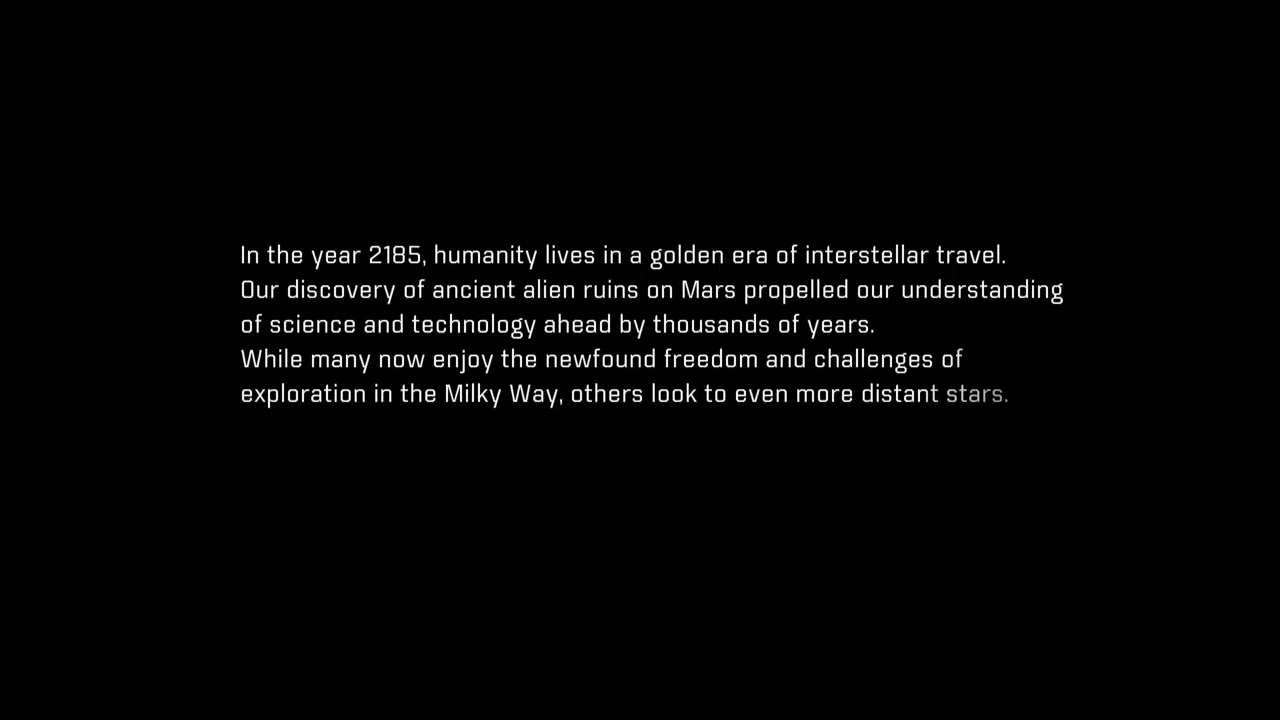 In the year 2185, humanity lives in a golden era of interstellar travel.
Our discovery of ancient alien ruins on Mars propelled our understanding
of science and technology ahead by thousands of years.
While many now enjoy the newfound freedom and challenges of
exploration in the Milky Way, others look to even more distant stars.